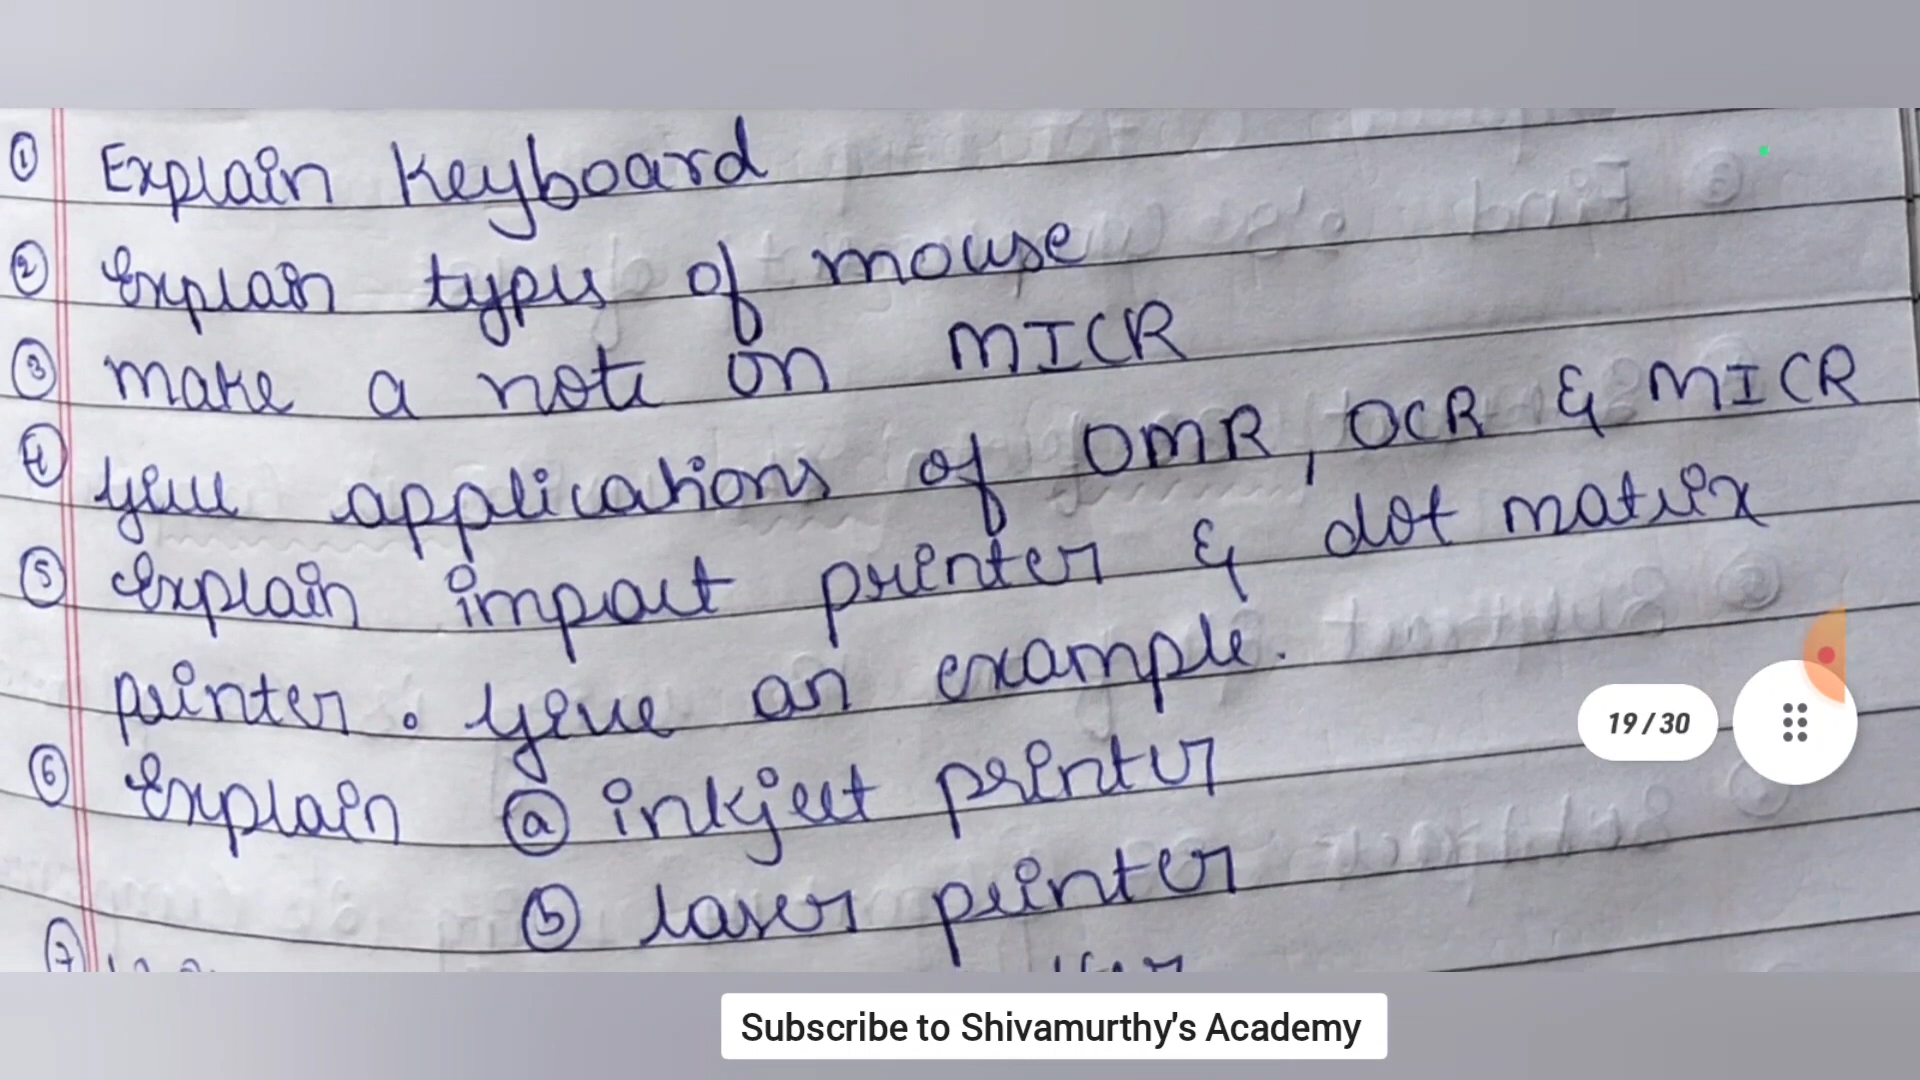 ① Explain Keyboard
② Explain types of mouse
③ make a note on MICR
④ give applications of OMR, OCR & MICR
⑤ Explain impact printer & dot matrix
printer. Give an example.
19/30
⑥ Explain ⓐ inkjet printer
ⓑ laser printer
⑦
Subscribe to Shivamurthy's Academy